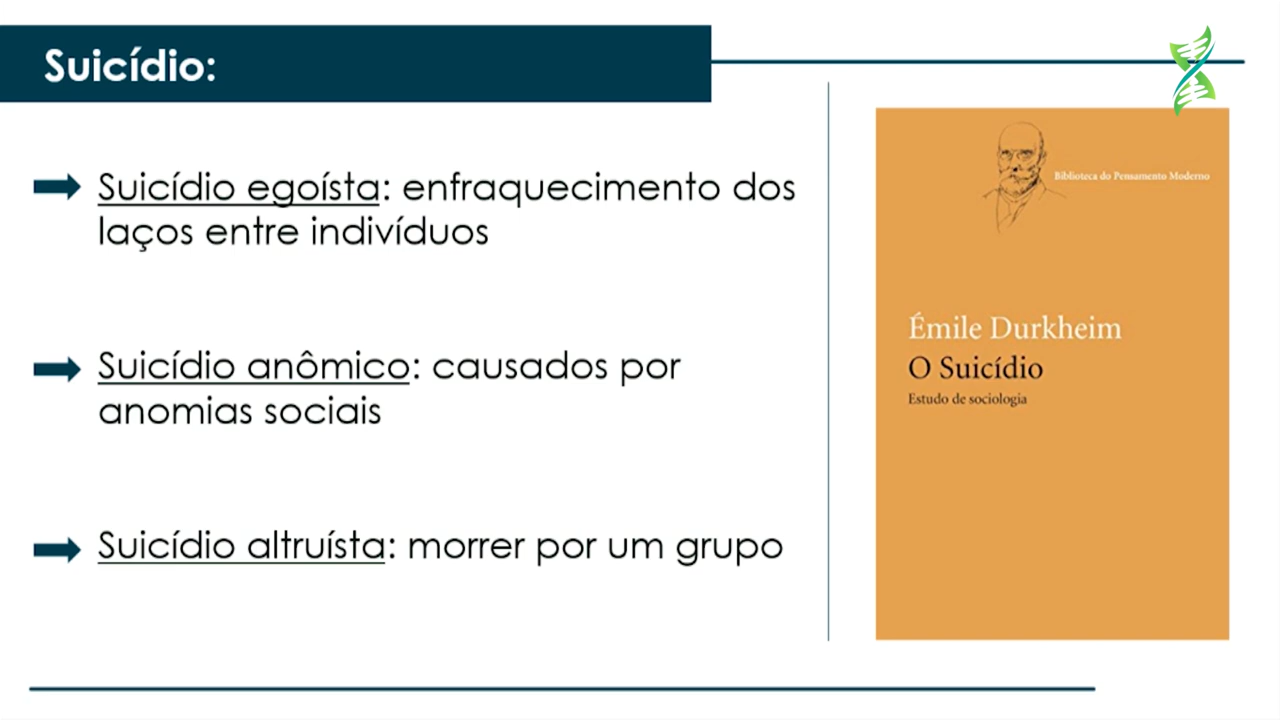 Suicídio:
Suicídio egoísta: enfraquecimento dos
laços entre indivíduos
Suicídio anômico: causados por
anomias sociais
Suicídio altruísta: morrer por um grupo
Biblioteca do Pensamento Moderno
Émile Durkheim
O Suicídio
Estudo de sociologia